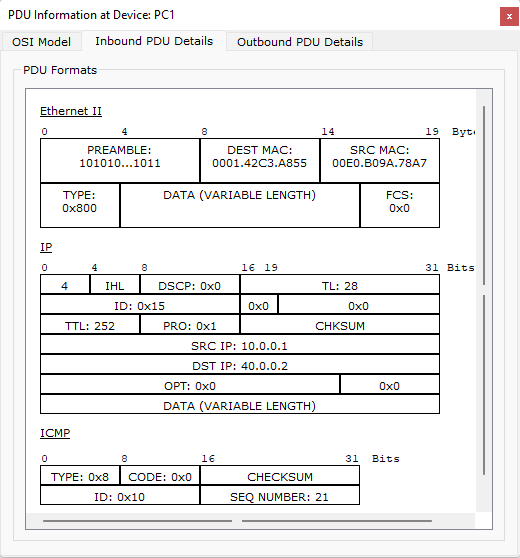 PDU Information at Device: PC1
x
OSI Model Inbound PDU Details Outbound PDU Details
PDU Formats
Ethernet II
0 4 8 14 19 Byte
PREAMBLE: DEST MAC: SRC MAC:
101010...1011 0001.42C3.A855 00E0.B09A.78A7
TYPE: DATA (VARIABLE LENGTH) FCS:
0x800 0x0
IP
0 4 8 16 19 31 Bits
4 IHL DSCP: 0x0 TL: 28
ID: 0x15 0x0 0x0
TTL: 252 PRO: 0x1 CHKSUM
SRC IP: 10.0.0.1
DST IP: 40.0.0.2
OPT: 0x0 0x0
DATA (VARIABLE LENGTH)
ICMP
0 8 16 31 Bits
TYPE: 0x8 CODE: 0x0 CHECKSUM
ID: 0x10 SEQ NUMBER: 21